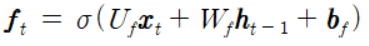 f_t = σ(U_f x_t + W_f h_{t−1} + b_f)